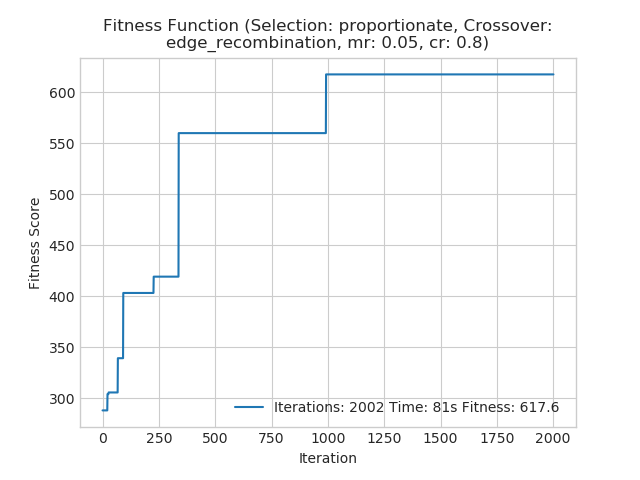 Fitness Function (Selection: proportionate, Crossover:
edge_recombination, mr: 0.05, cr: 0.8)
Fitness Score
600
550
500
450
400
350
300
Iterations: 2002 Time: 81s Fitness: 617.6
0 250 500 750 1000 1250 1500 1750 2000
Iteration